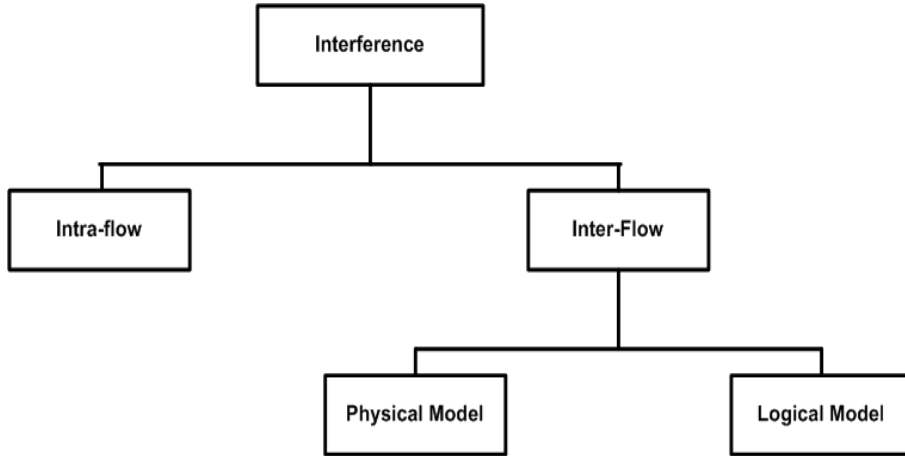 Interference
Intra-flow
Inter-Flow
Physical Model
Logical Model